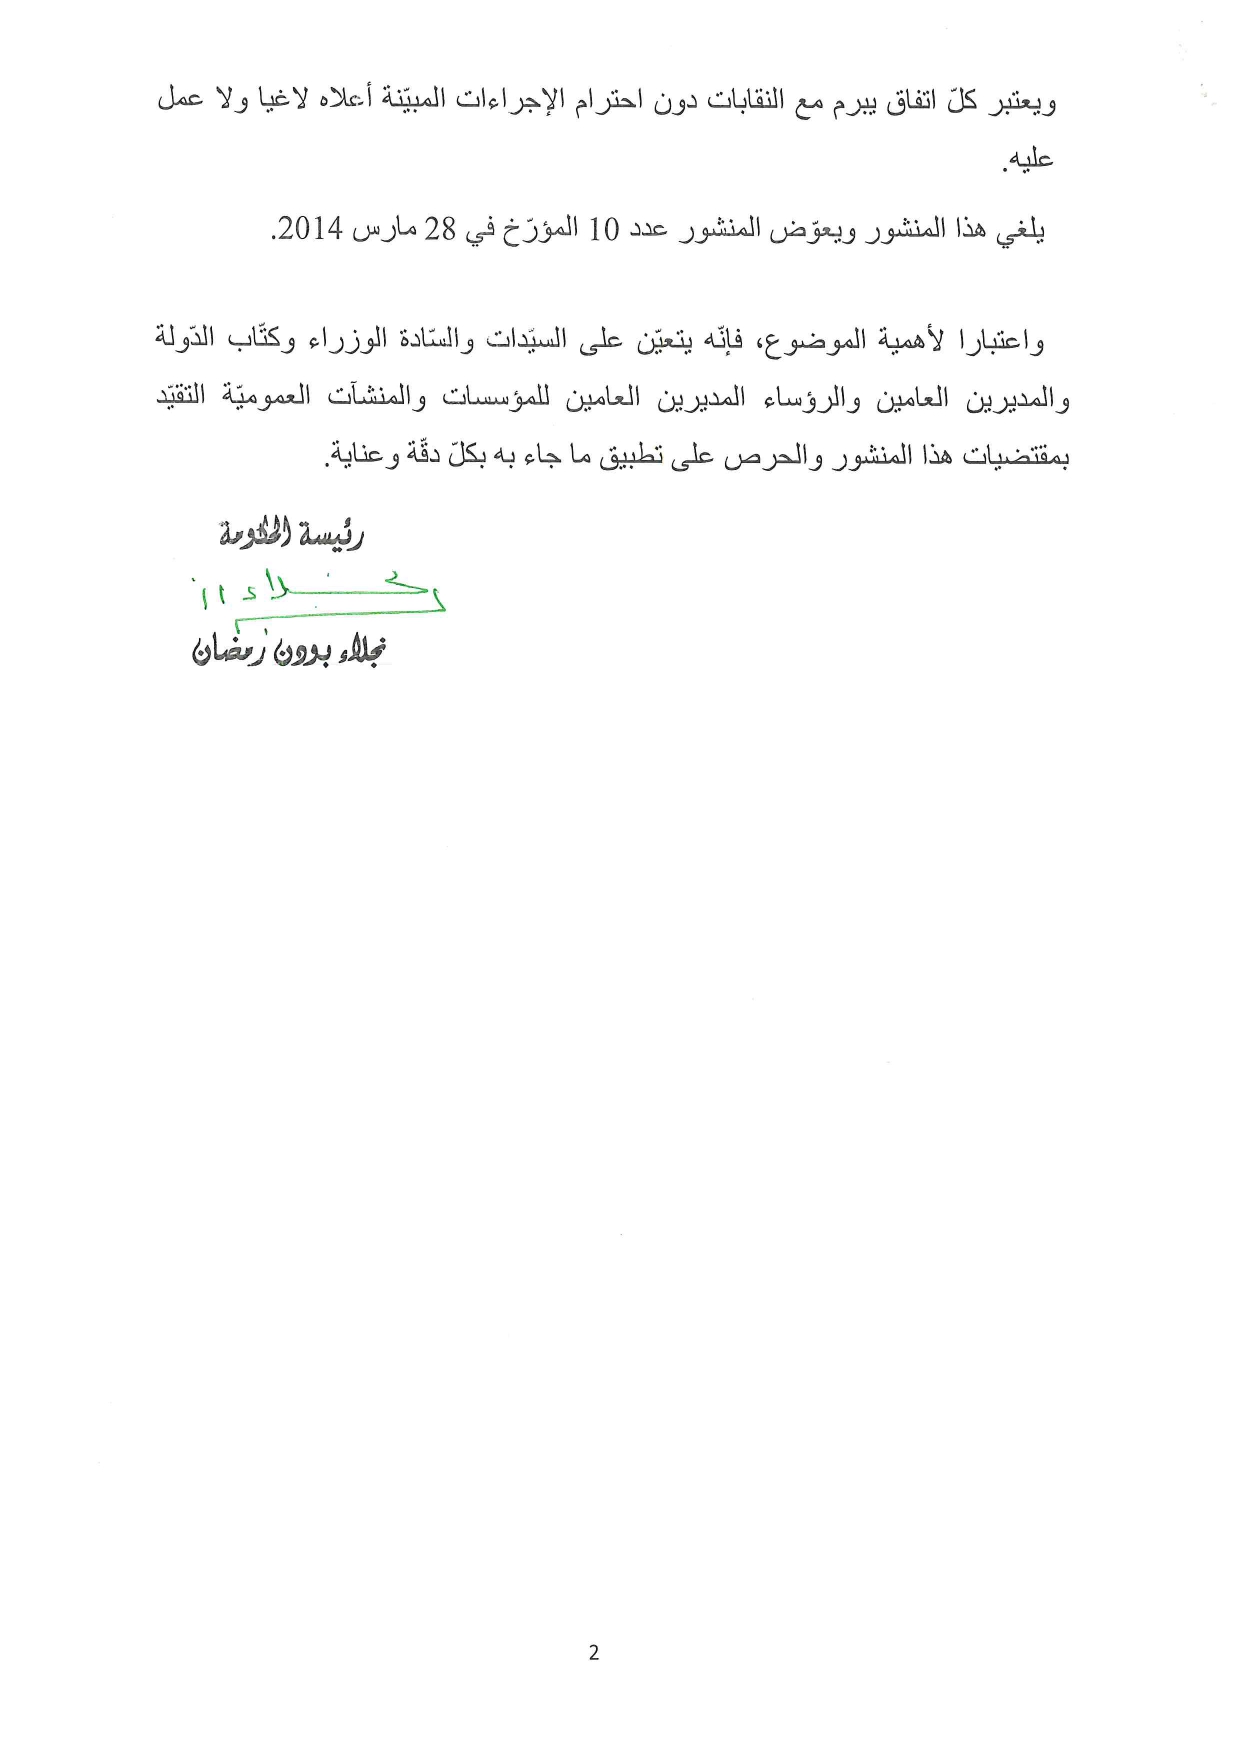 ويعتبر كلّ اتفاق يبرم مع النقابات دون احترام الإجراءات المبيّنة أعلاه لاغيا ولا عمل
عليه.
يلغي هذا المنشور ويعوّض المنشور عدد 10 المؤرّخ في 28 مارس 2014.
واعتبارا لأهمية الموضوع، فإنّه يتعيّن على السيّدات والسّادة الوزراء وكتّاب الدّولة
والمديرين العامين والرؤساء المديرين العامين للمؤسسات والمنشآت العموميّة التقيّد
بمقتضيات هذا المنشور والحرص على تطبيق ما جاء به بكلّ دقّة وعناية.
رئيسة الحكومة
نجلاء بودن رمضان
2